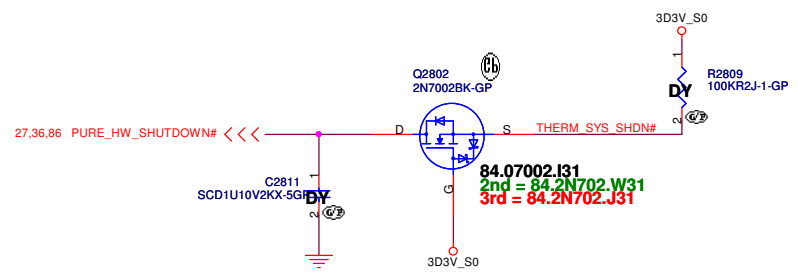 3D3V_S0
1
R2809
100KR2J-1-GP
DY
2
Q2802
2N7002BK-GP
27,36,86 PURE_HW_SHUTDOWN#
D
S
THERM_SYS_SHDN#
G
84.07002.I31
2nd = 84.2N702.W31
3rd = 84.2N702.J31
C2811
SCD1U10V2KX-5GP
1
DY
2
3D3V_S0